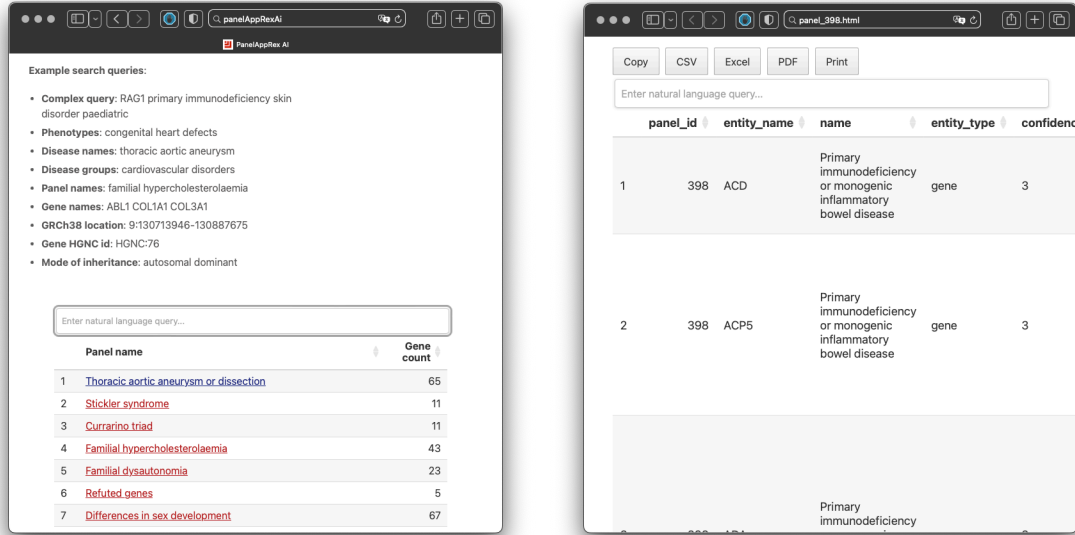 panelAppRexAi
PanelAppRex AI
Example search queries:
• Complex query: RAG1 primary immunodeficiency skin
disorder paediatric
• Phenotypes: congenital heart defects
• Disease names: thoracic aortic aneurysm
• Disease groups: cardiovascular disorders
• Panel names: familial hypercholesterolaemia
• Gene names: ABL1 COL1A1 COL3A1
• GRCh38 location: 9:130713946-130887675
• Gene HGNC id: HGNC:76
• Mode of inheritance: autosomal dominant
Enter natural language query...
Panel name Gene
count
1 Thoracic aortic aneurysm or dissection 65
2 Stickler syndrome 11
3 Currarino triad 11
4 Familial hypercholesterolaemia 43
5 Familial dysautonomia 23
6 Refuted genes 5
7 Differences in sex development 67
panel_398.html
Copy CSV Excel PDF Print
Enter natural language query...
panel_id entity_name name entity_type confidenc
Primary
immunodeficiency
1 398 ACD or monogenic gene 3
inflammatory
bowel disease
Primary
immunodeficiency
2 398 ACP5 or monogenic gene 3
inflammatory
bowel disease
Primary
immunodeficiency